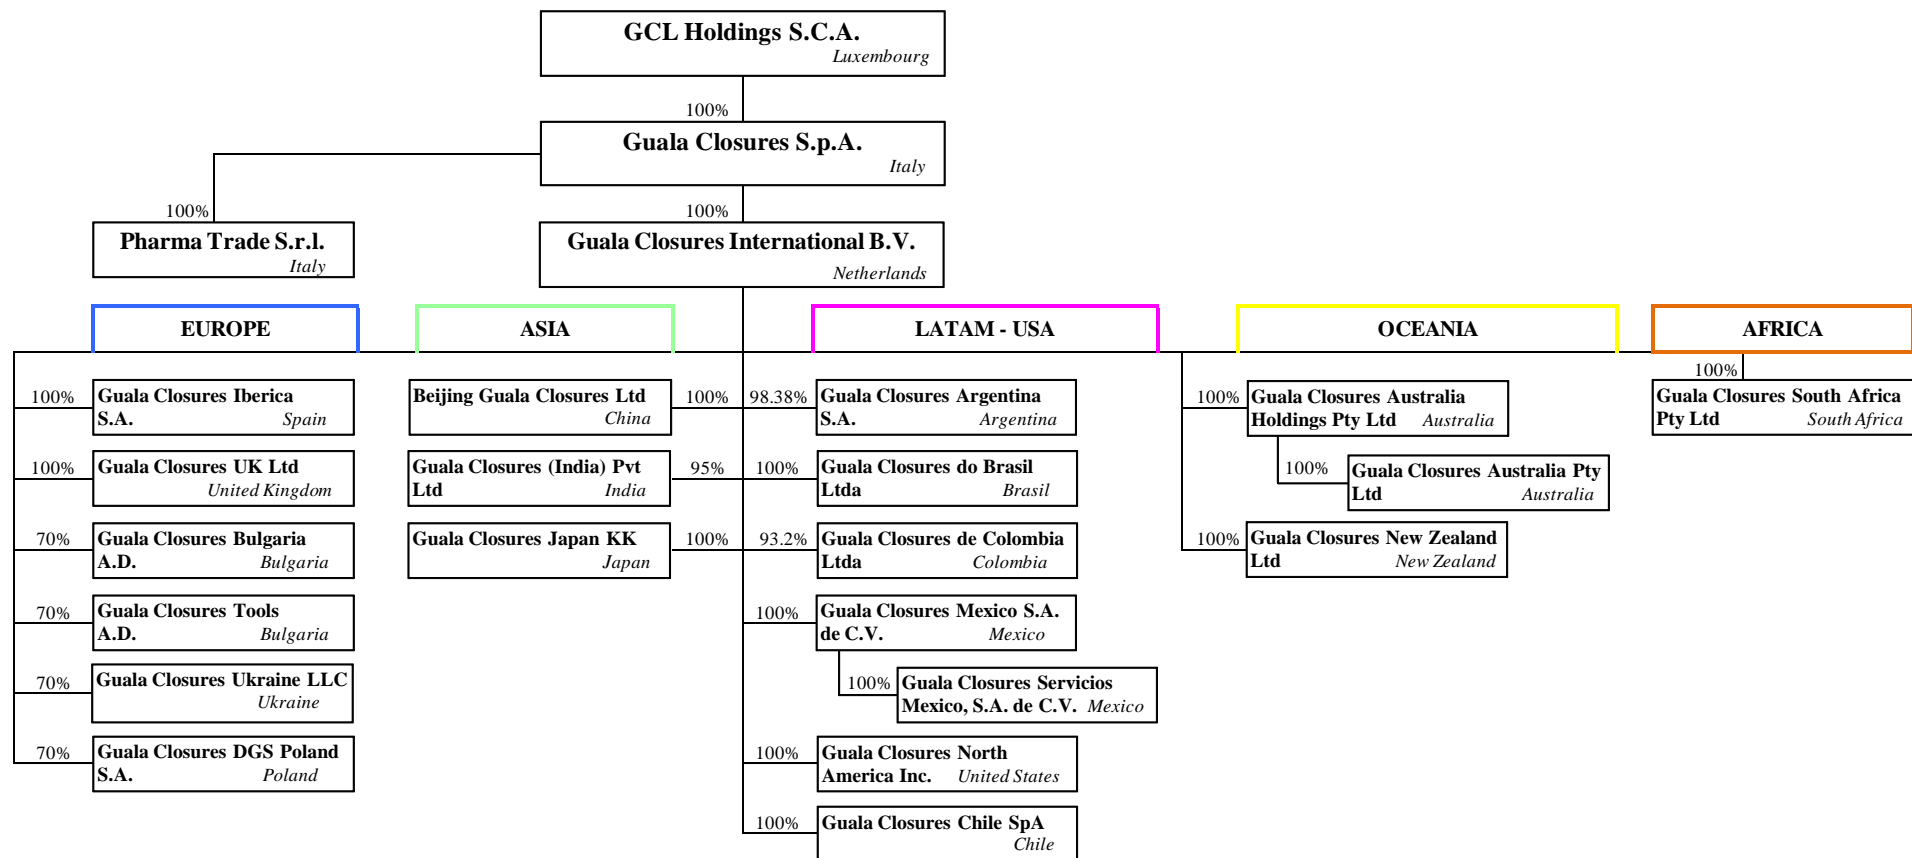 GCL Holdings S.C.A.
Luxembourg
100%
Guala Closures S.p.A.
Italy
100%
100%
Pharma Trade S.r.l.
Italy
Guala Closures International B.V.
Netherlands
EUROPE
ASIA
LATAM - USA
OCEANIA
AFRICA
100%
Guala Closures Iberica
S.A. Spain
100%
Guala Closures UK Ltd
United Kingdom
70%
Guala Closures Bulgaria
A.D. Bulgaria
70%
Guala Closures Tools
A.D. Bulgaria
70%
Guala Closures Ukraine LLC
Ukraine
70%
Guala Closures DGS Poland
S.A. Poland
Beijing Guala Closures Ltd
China
100%
Guala Closures (India) Pvt
Ltd India
95%
Guala Closures Japan KK
Japan
100%
98.38%
Guala Closures Argentina
S.A. Argentina
100%
Guala Closures do Brasil
Ltda Brasil
93.2%
Guala Closures de Colombia
Ltda Colombia
100%
Guala Closures Mexico S.A.
de C.V. Mexico
100%
Guala Closures Servicios
Mexico, S.A. de C.V. Mexico
100%
Guala Closures North
America Inc. United States
100%
Guala Closures Chile SpA
Chile
100%
Guala Closures Australia
Holdings Pty Ltd Australia
100%
Guala Closures Australia Pty
Ltd Australia
100%
Guala Closures New Zealand
Ltd New Zealand
100%
Guala Closures South Africa
Pty Ltd South Africa